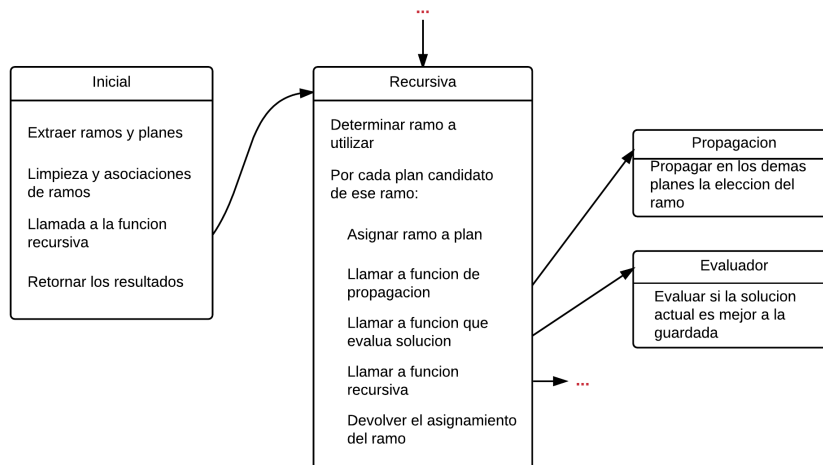 ...
Inicial
Extraer ramos y planes
Limpieza y asociaciones
de ramos
Llamada a la funcion
recursiva
Retornar los resultados
Recursiva
Determinar ramo a
utilizar
Por cada plan candidato
de ese ramo:
Asignar ramo a plan
Llamar a funcion de
propagacion
Llamar a funcion que
evalua solucion
Llamar a funcion
recursiva
Devolver el asignamiento
del ramo
...
Propagacion
Propagar en los demas
planes la eleccion del
ramo
Evaluador
Evaluar si la solucion
actual es mejor a la
guardada